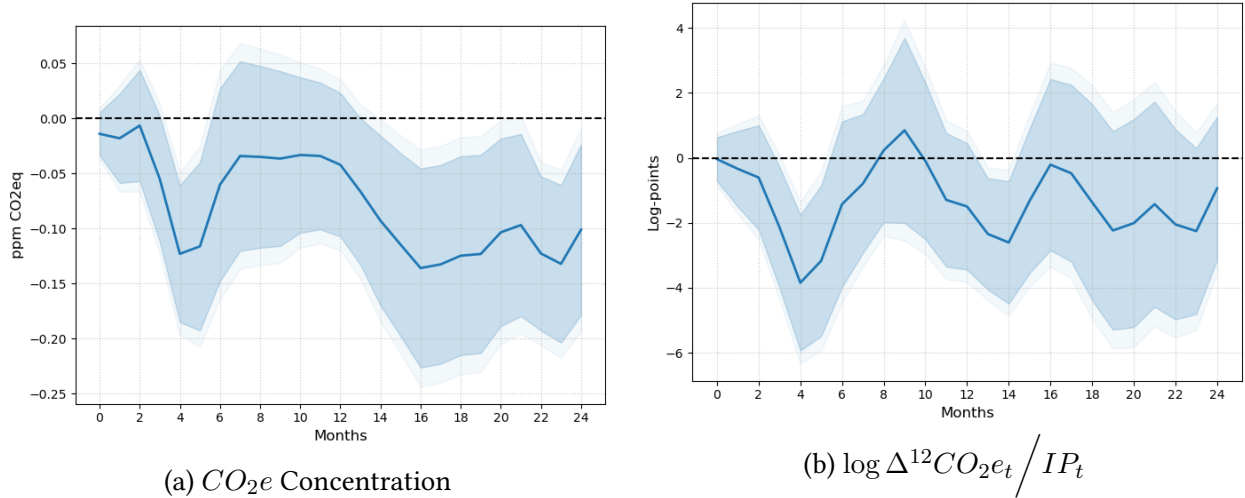 0.05
0.00
−0.05
−0.10
−0.15
−0.20
−0.25
ppm CO2eq
0 2 4 6 8 10 12 14 16 18 20 22 24
Months
(a) CO₂e Concentration
4
2
0
−2
−4
−6
Log-points
0 2 4 6 8 10 12 14 16 18 20 22 24
Months
(b) log Δ¹²CO₂eₜ / IPₜ